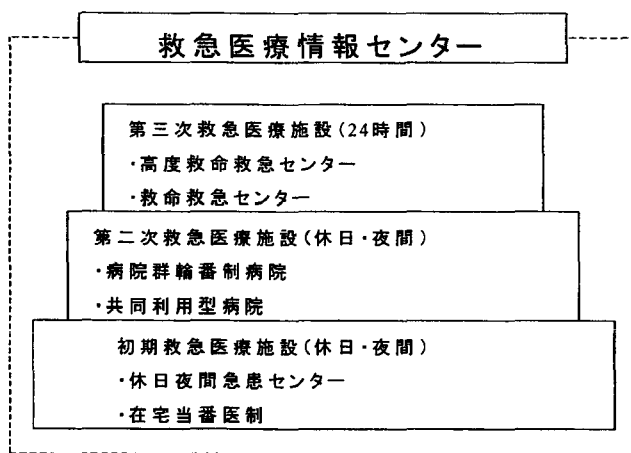 救急医療情報センター
第三次救急医療施設(24時間)
・高度救命救急センター
・救命救急センター
第二次救急医療施設(休日・夜間)
・病院群輪番制病院
・共同利用型病院
初期救急医療施設(休日・夜間)
・休日夜間急患センター
・在宅当番医制